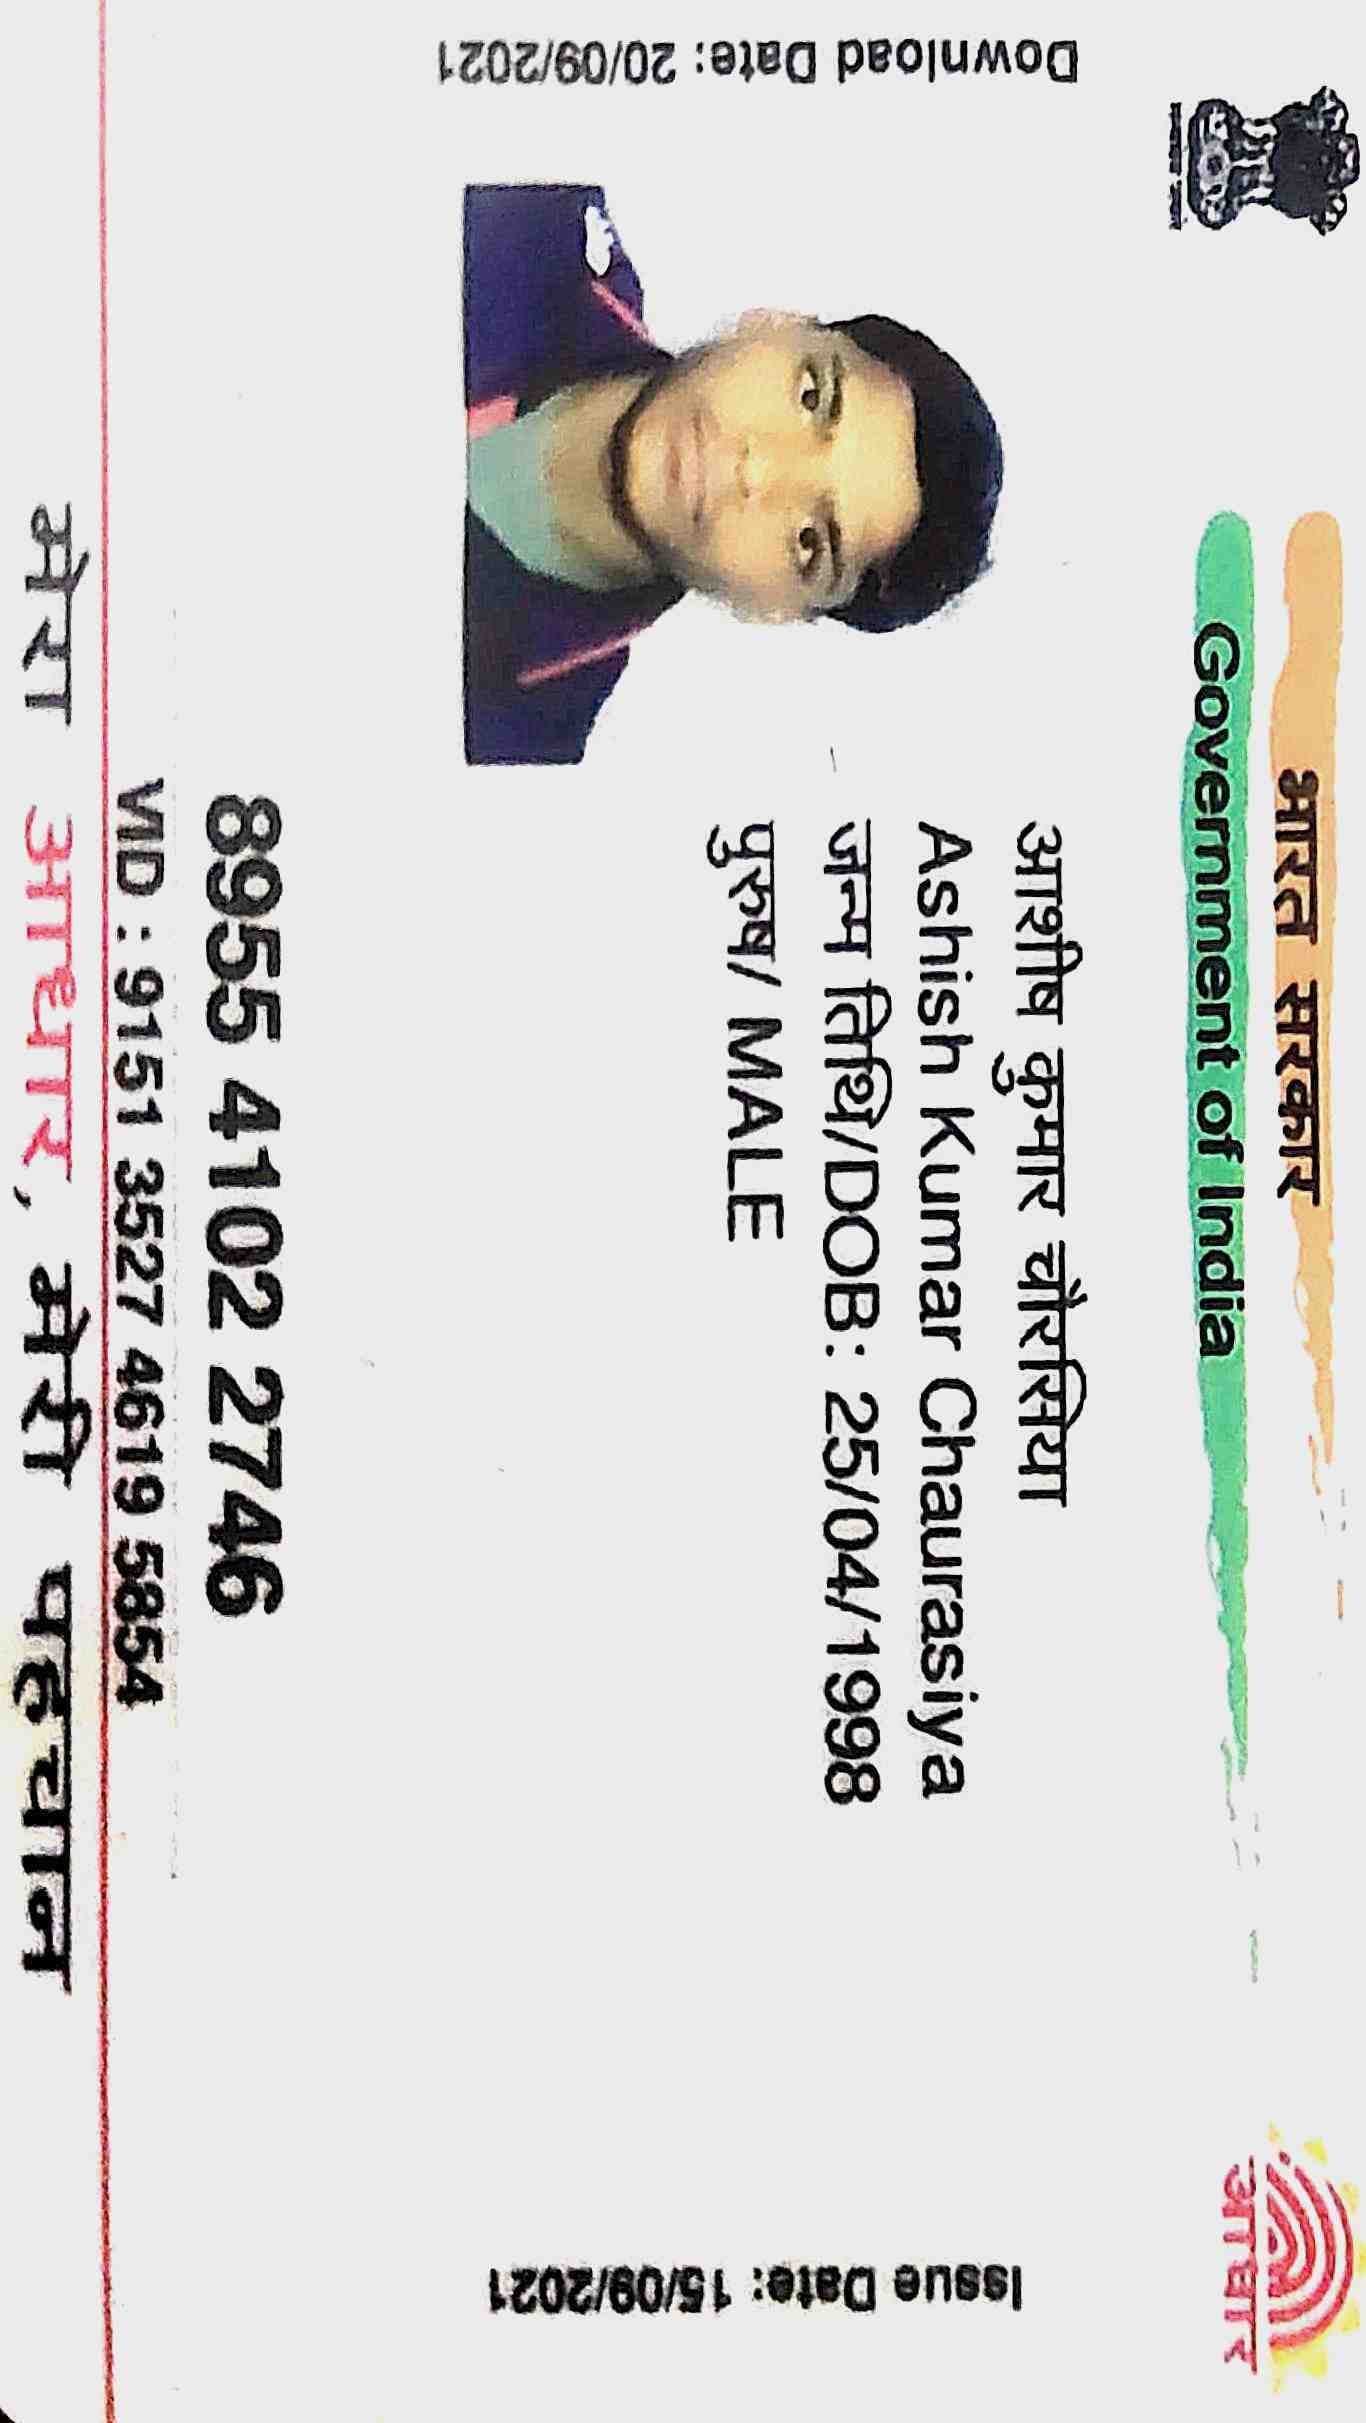 भारत सरकार
Government of India
Download Date: 20/09/2021
आशीष कुमार चौरसिया
Ashish Kumar Chaurasiya
जन्म तिथि/DOB: 25/04/1998
पुरुष/ MALE
Issue Date: 15/09/2021
आधार
8955 4102 2746
VID : 9151 3527 4619 5854
मेरा आधार, मेरी पहचान